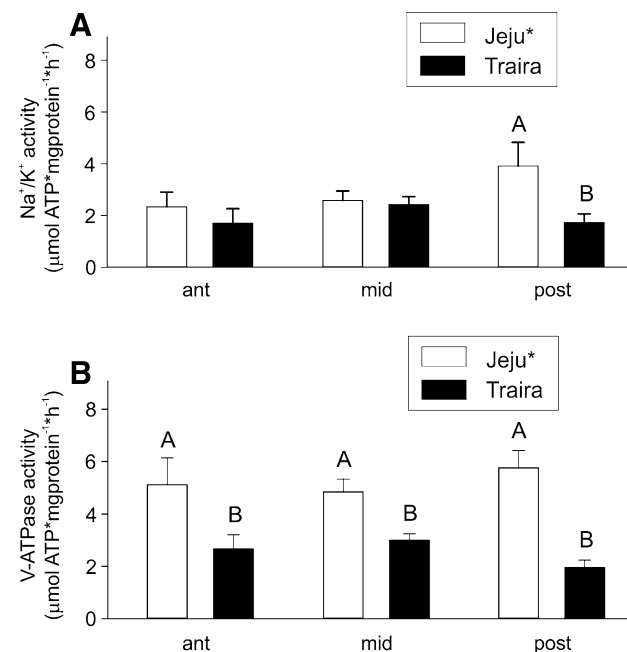 A
Jeju*
Traira
Na⁺/K⁺ activity
(μmol ATP*mgprotein⁻¹*h⁻¹)
8
6
4
2
0
A
B
ant
mid
post
B
Jeju*
Traira
V-ATPase activity
(μmol ATP*mgprotein⁻¹*h⁻¹)
8
6
4
2
0
A
B
A
B
A
B
ant
mid
post